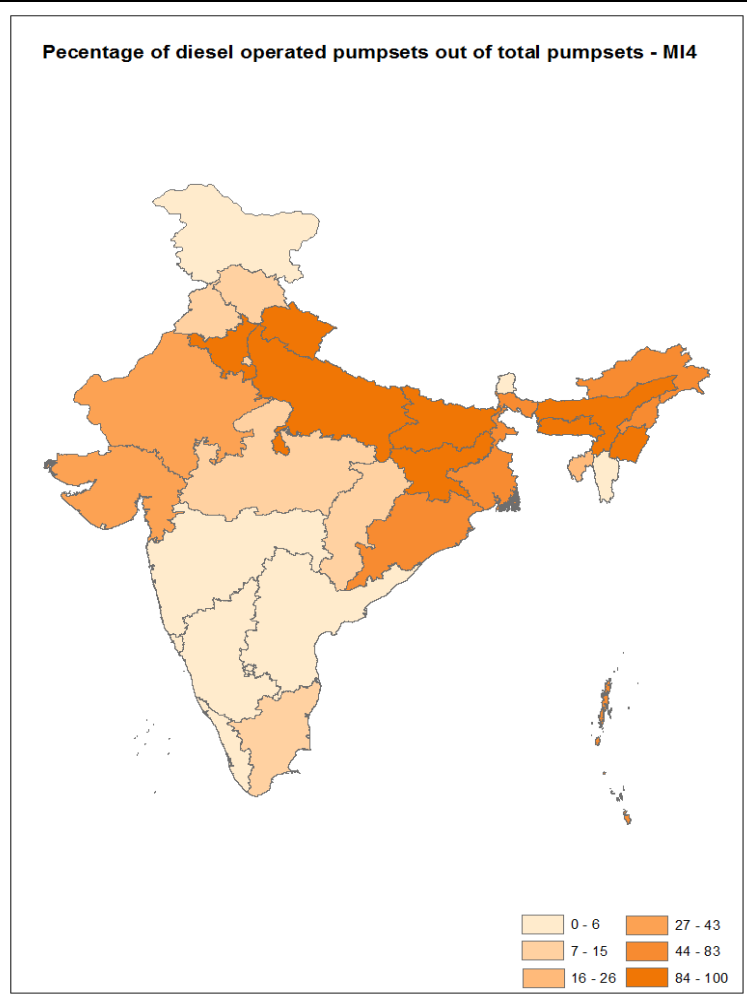 Pecentage of diesel operated pumpsets out of total pumpsets - MI4
0 - 6
7 - 15
16 - 26
27 - 43
44 - 83
84 - 100